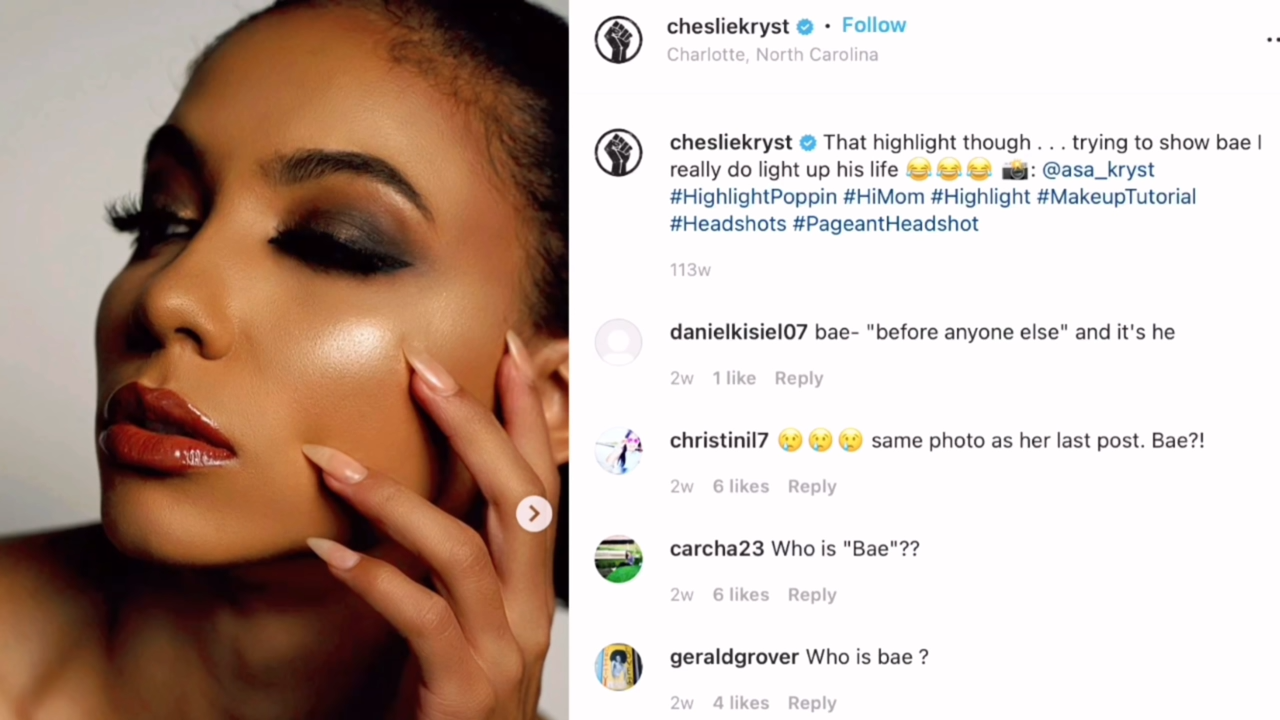 chesliekryst • Follow
Charlotte, North Carolina
chesliekryst That highlight though . . . trying to show bae I
really do light up his life 😂😂😂 📸: @asa_kryst
#HighlightPoppin #HiMom #Highlight #MakeupTutorial
#Headshots #PageantHeadshot
113w
danielkisiel07 bae- "before anyone else" and it's he
2w 1 like Reply
christinil7 😢😢😢 same photo as her last post. Bae?!
2w 6 likes Reply
carcha23 Who is "Bae"??
2w 6 likes Reply
geraldgrover Who is bae ?
2w 4 likes Reply